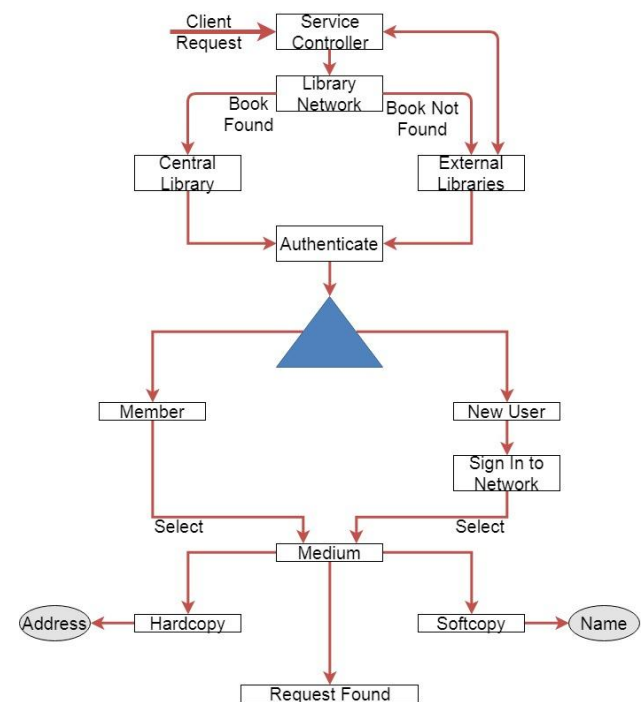 Client
Request
Service
Controller
Library
Network
Book
Found
Book Not
Found
Central
Library
External
Libraries
Authenticate
Member
New User
Sign In to
Network
Select
Select
Medium
Address
Hardcopy
Softcopy
Name
Request Found